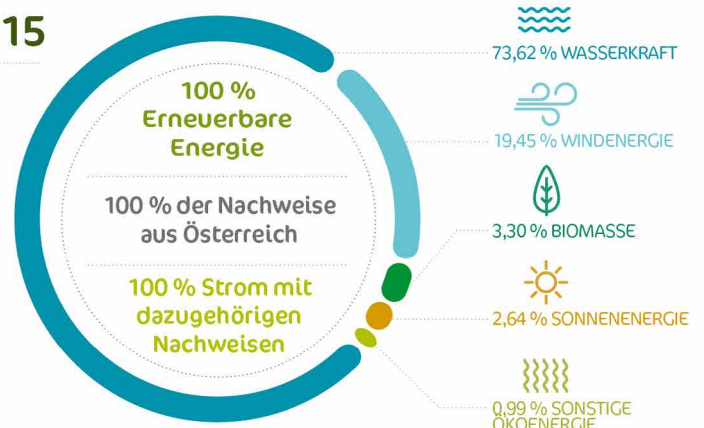 15
100 %
Erneuerbare
Energie
100 % der Nachweise
aus Österreich
100 % Strom mit
dazugehörigen
Nachweisen
73,62 % WASSERKRAFT
19,45 % WINDENERGIE
3,30 % BIOMASSE
2,64 % SONNENENERGIE
0,99 % SONSTIGE
ÖKOENERGIE